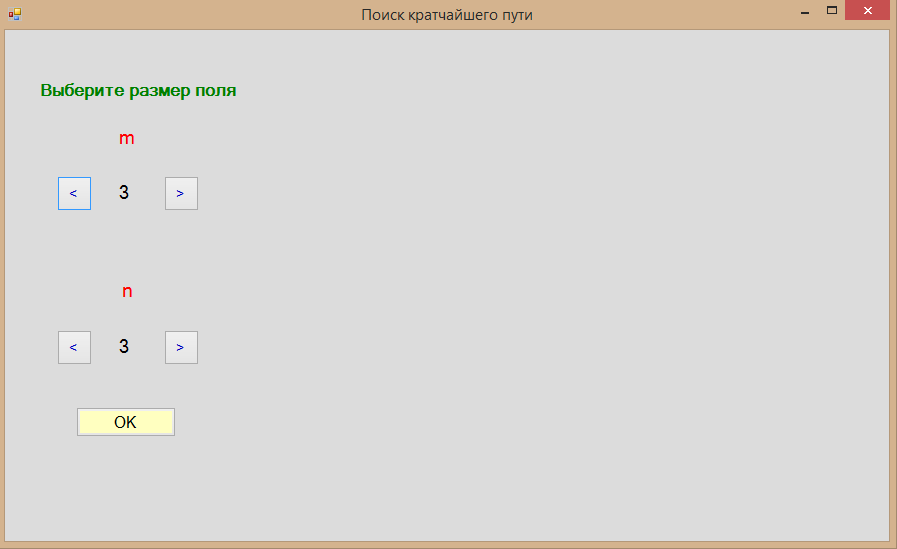 Поиск кратчайшего пути
Выберите размер поля
m
< 3 >
n
< 3 >
OK